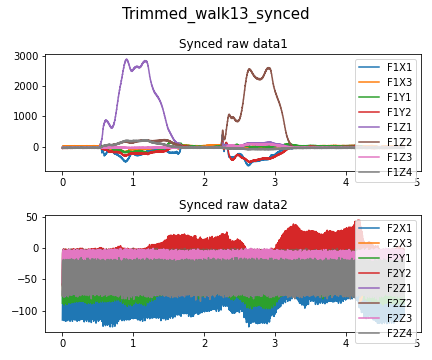 Trimmed_walk13_synced
Synced raw data1
3000
2000
1000
0
0 1 2 3 4 5
F1X1
F1X3
F1Y1
F1Y2
F1Z1
F1Z2
F1Z3
F1Z4
Synced raw data2
50
0
−50
−100
0 1 2 3 4 5
F2X1
F2X3
F2Y1
F2Y2
F2Z1
F2Z2
F2Z3
F2Z4